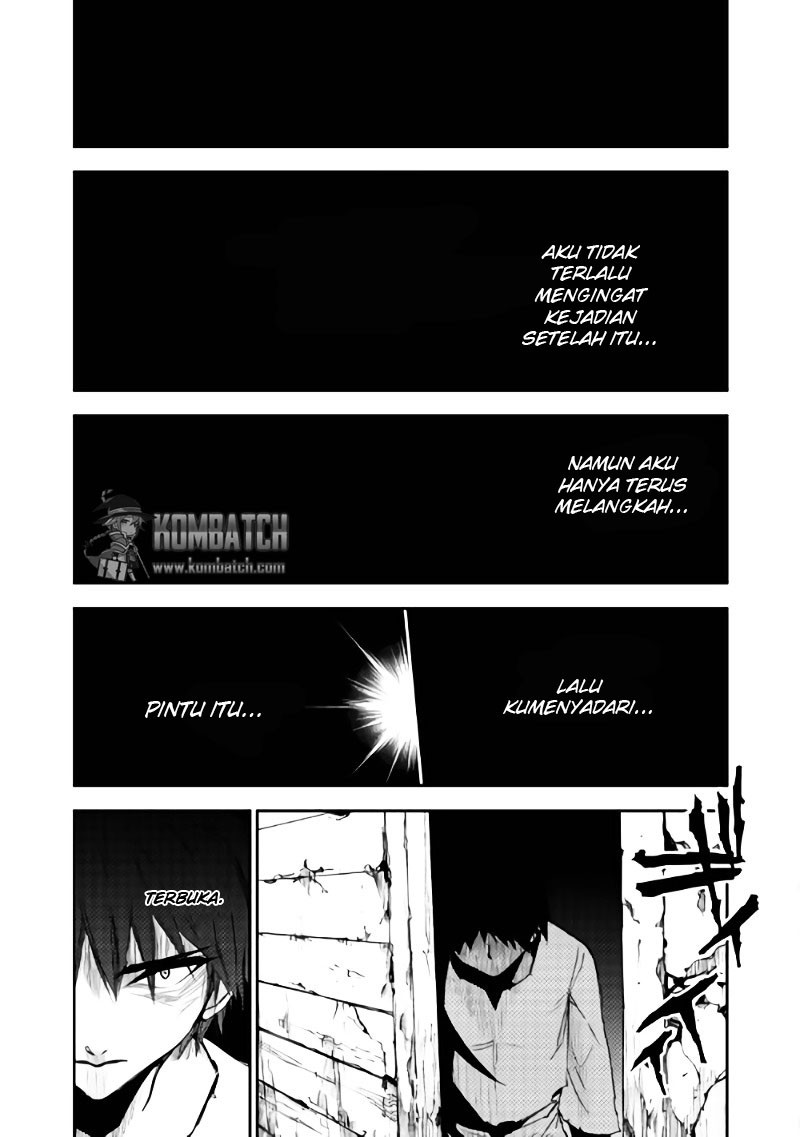 AKU TIDAK
TERLALU
MENGINGAT
KEJADIAN
SETELAH ITU...
NAMUN AKU
HANYA TERUS
MELANGKAH...
KOMBATCH
www.kombatch.com
LALU
KUMENYADARI...
PINTU ITU...
TERBUKA.